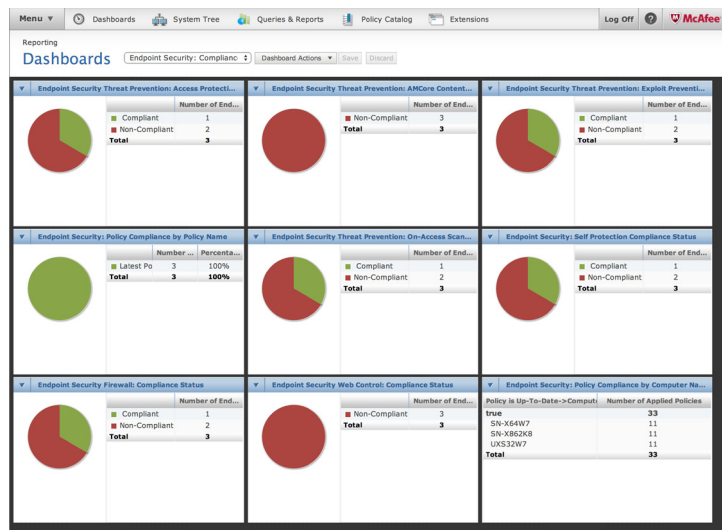 Menu ▼ Dashboards System Tree Queries & Reports Policy Catalog Extensions Log Off ? McAfee
Reporting
Dashboards Endpoint Security: Complianc Dashboard Actions ▼ Save Discard
Endpoint Security Threat Prevention: Access Protecti...
Number of End...
Compliant 1
Non-Compliant 2
Total 3
Endpoint Security Threat Prevention: AMCore Content...
Number of End...
Non-Compliant 3
Total 3
Endpoint Security Threat Prevention: Exploit Preventi...
Number of End...
Compliant 1
Non-Compliant 2
Total 3
Endpoint Security: Policy Compliance by Policy Name
Number ... Percenta...
Latest Po 3 100%
Total 3 100%
Endpoint Security Threat Prevention: On-Access Scan...
Number of End...
Compliant 1
Non-Compliant 2
Total 3
Endpoint Security: Self Protection Compliance Status
Number of End...
Compliant 1
Non-Compliant 2
Total 3
Endpoint Security Firewall: Compliance Status
Number of End...
Compliant 1
Non-Compliant 2
Total 3
Endpoint Security Web Control: Compliance Status
Number of End...
Non-Compliant 3
Total 3
Endpoint Security: Policy Compliance by Computer Na...
Policy is Up-To-Date->Comput Number of Applied Policies
true 33
SN-X64W7 11
SN-X862K8 11
UXS32W7 11
Total 33